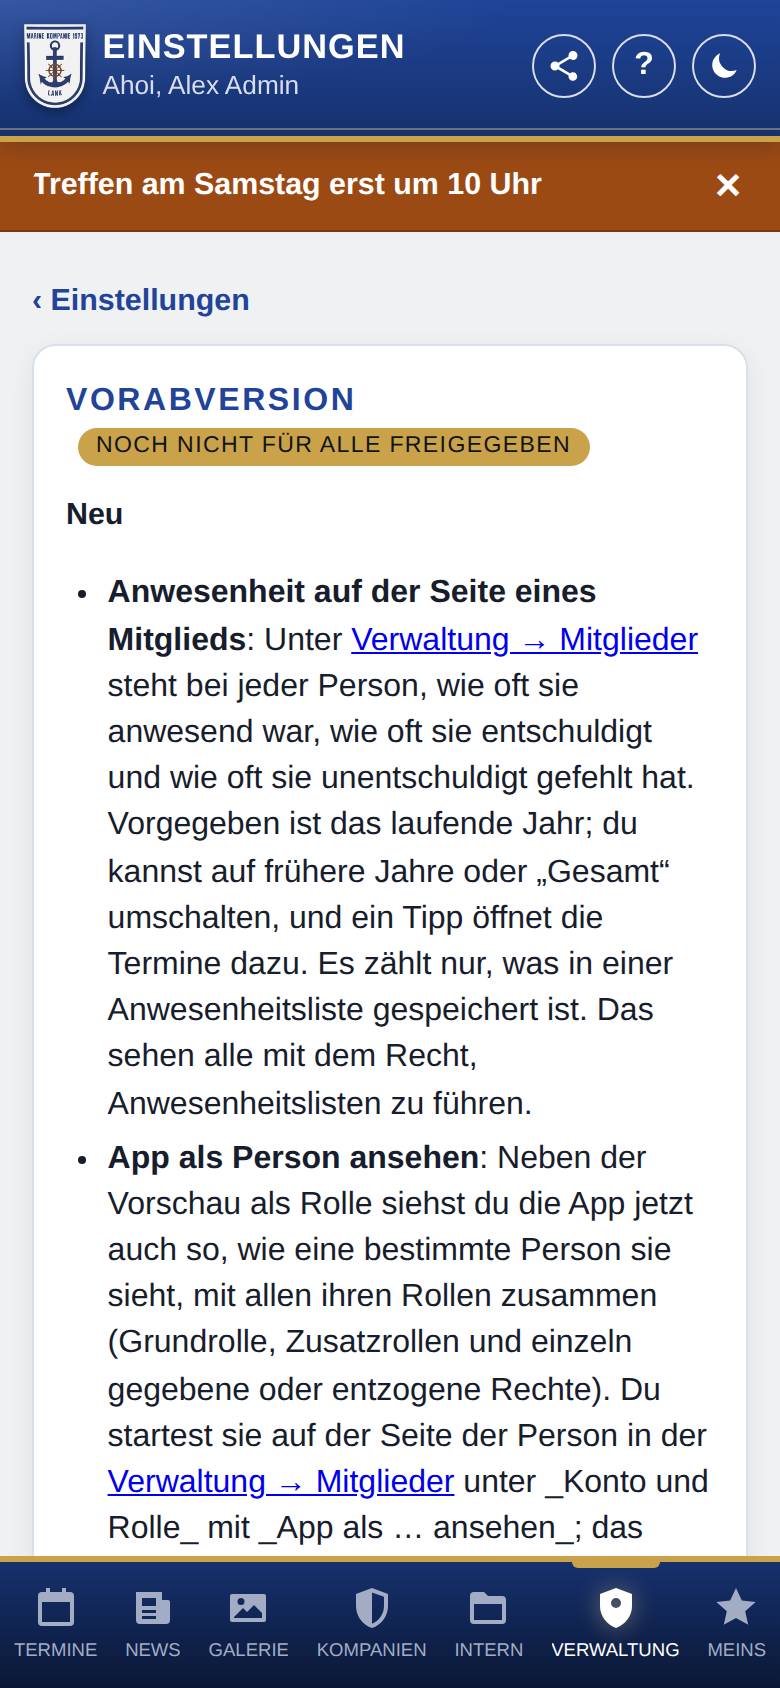 MARINE KOMPANIE 1973
LANK
EINSTELLUNGEN
Ahoi, Alex Admin
?
Treffen am Samstag erst um 10 Uhr
×
‹ Einstellungen
VORABVERSION
NOCH NICHT FÜR ALLE FREIGEGEBEN
Neu
• Anwesenheit auf der Seite eines
Mitglieds: Unter Verwaltung → Mitglieder
steht bei jeder Person, wie oft sie
anwesend war, wie oft sie entschuldigt
und wie oft sie unentschuldigt gefehlt hat.
Vorgegeben ist das laufende Jahr; du
kannst auf frühere Jahre oder „Gesamt“
umschalten, und ein Tipp öffnet die
Termine dazu. Es zählt nur, was in einer
Anwesenheitsliste gespeichert ist. Das
sehen alle mit dem Recht,
Anwesenheitslisten zu führen.
• App als Person ansehen: Neben der
Vorschau als Rolle siehst du die App jetzt
auch so, wie eine bestimmte Person sie
sieht, mit allen ihren Rollen zusammen
(Grundrolle, Zusatzrollen und einzeln
gegebene oder entzogene Rechte). Du
startest sie auf der Seite der Person in der
Verwaltung → Mitglieder unter _Konto und
Rolle_ mit _App als … ansehen_; das
TERMINE NEWS GALERIE KOMPANIEN INTERN VERWALTUNG MEINS